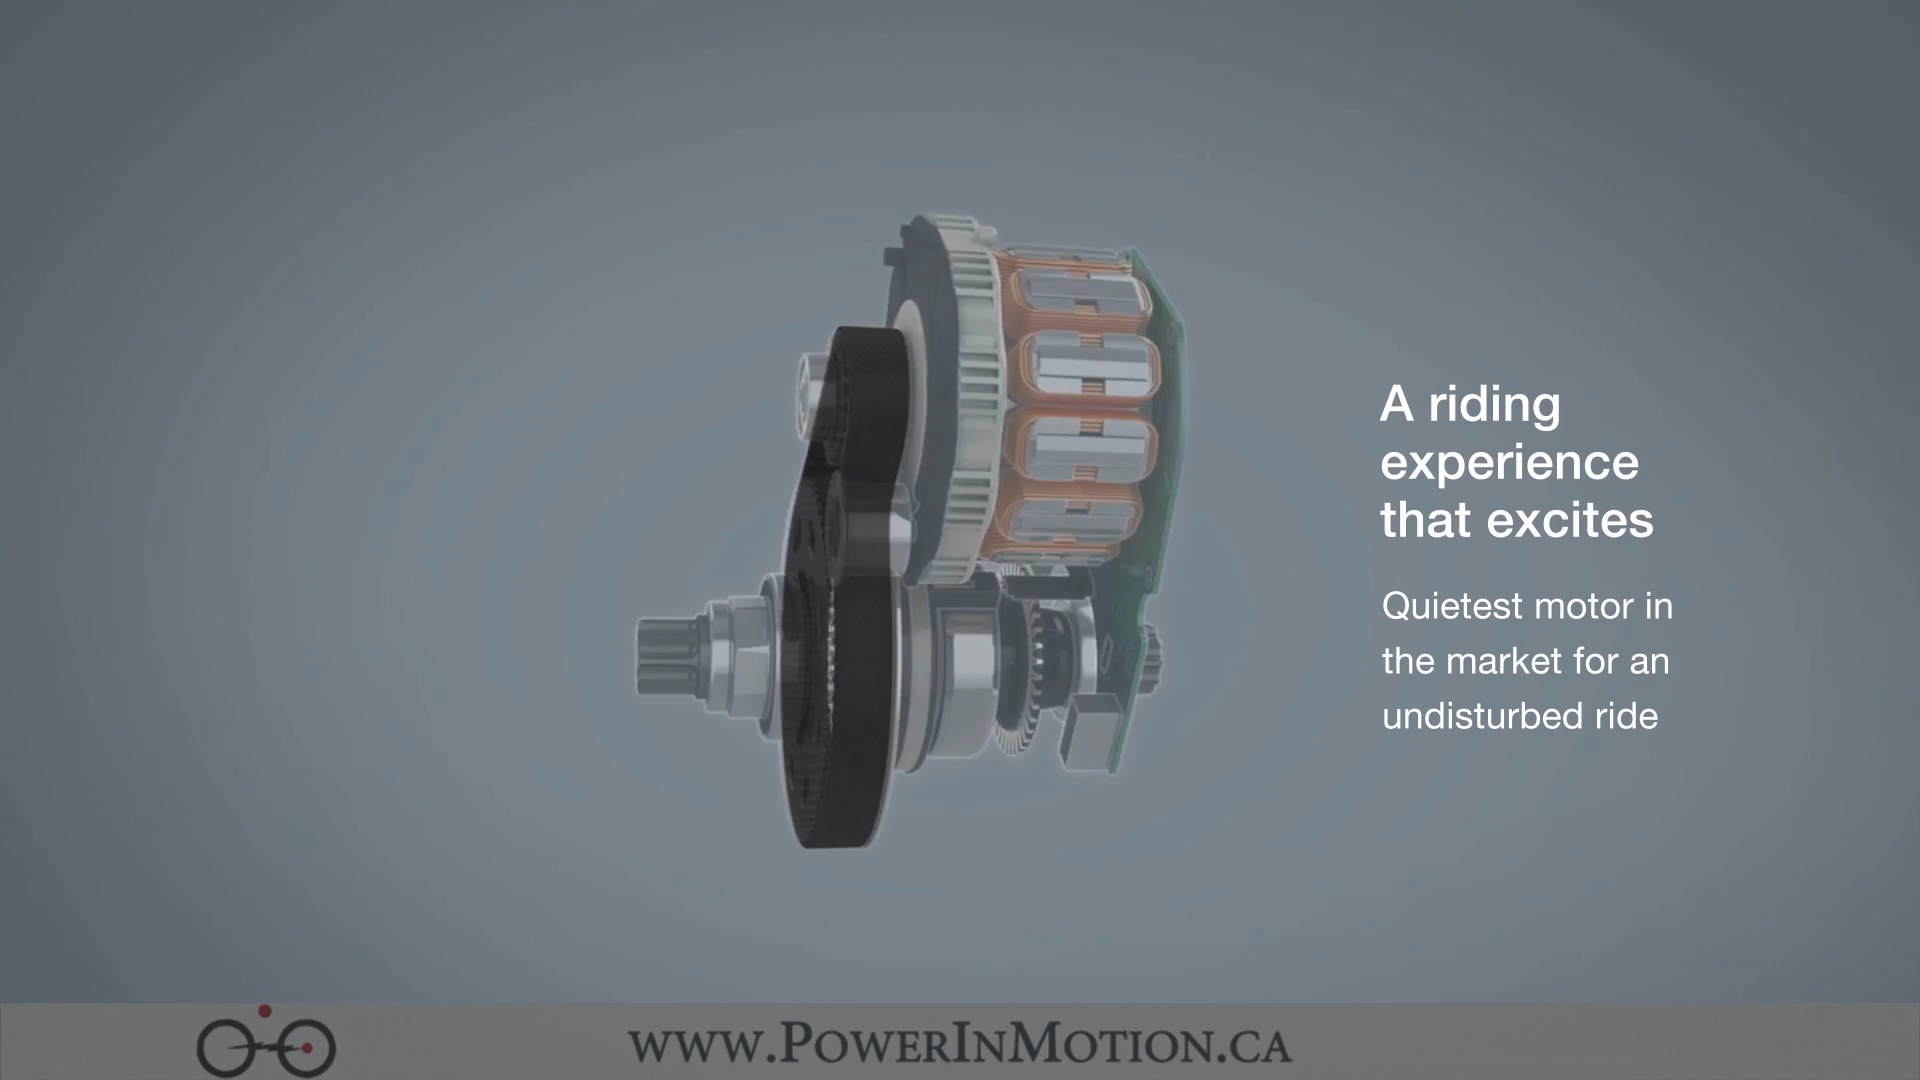 A riding
experience
that excites
Quietest motor in
the market for an
undisturbed ride
www.PowerInMotion.ca